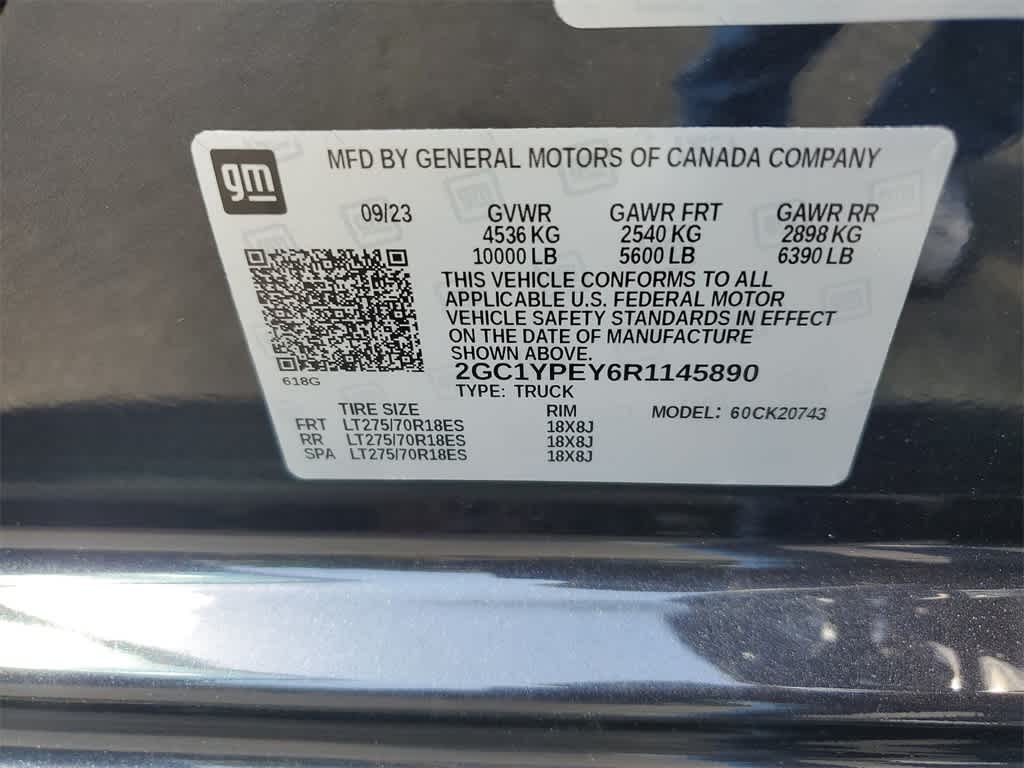 gm
MFD BY GENERAL MOTORS OF CANADA COMPANY
09/23 GVWR GAWR FRT GAWR RR
4536 KG 2540 KG 2898 KG
10000 LB 5600 LB 6390 LB
THIS VEHICLE CONFORMS TO ALL
APPLICABLE U.S. FEDERAL MOTOR
VEHICLE SAFETY STANDARDS IN EFFECT
ON THE DATE OF MANUFACTURE
SHOWN ABOVE.
618G
2GC1YPEY6R1145890
TYPE: TRUCK
TIRE SIZE RIM MODEL: 60CK20743
FRT LT275/70R18ES 18X8J
RR LT275/70R18ES 18X8J
SPA LT275/70R18ES 18X8J